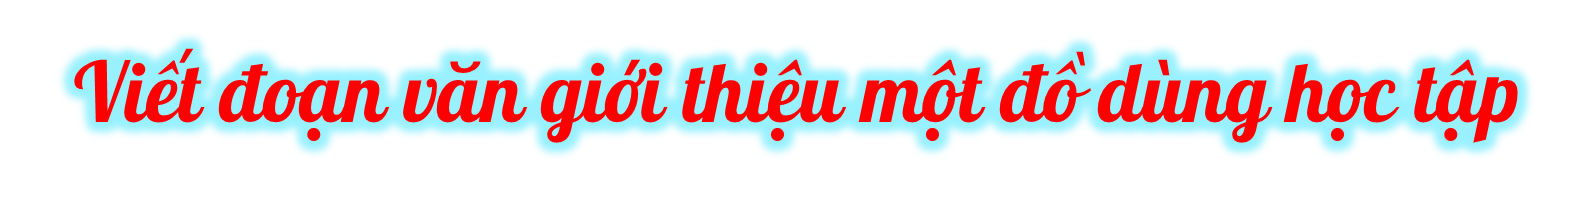 Viết đoạn văn giới thiệu một đồ dùng học tập